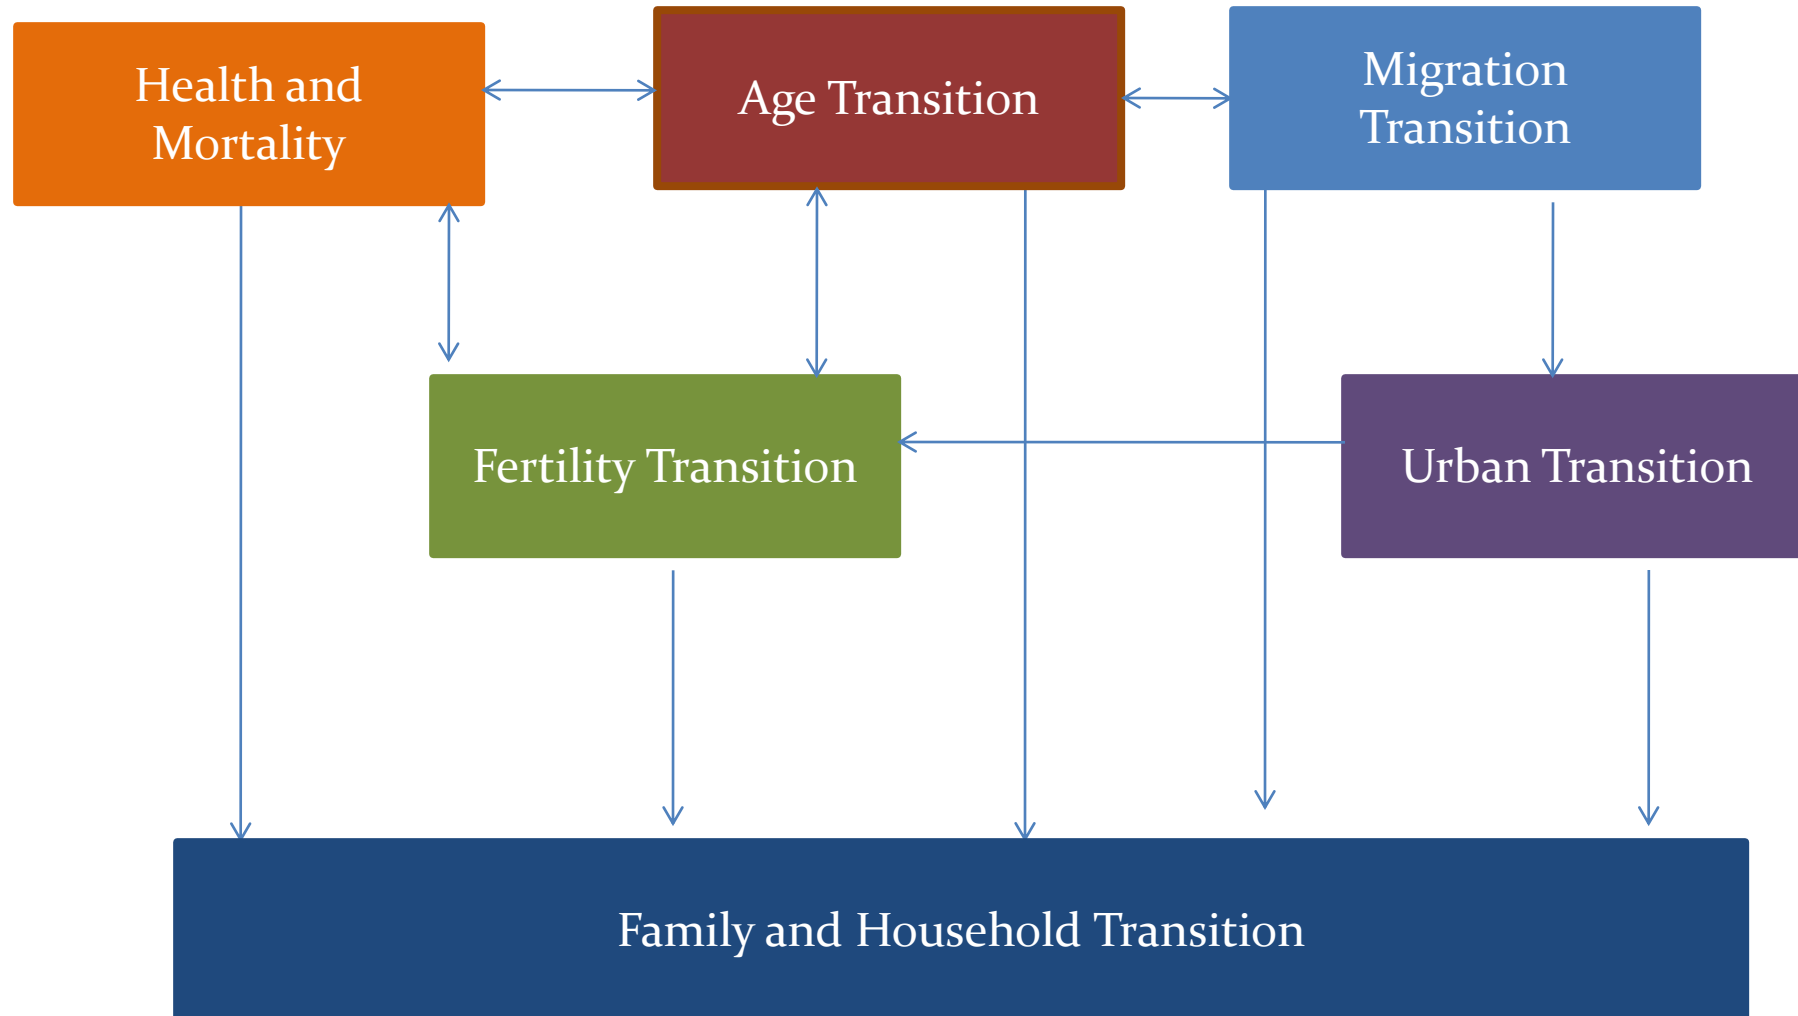 Health and
Mortality
Age Transition
Migration
Transition
Fertility Transition
Urban Transition
Family and Household Transition